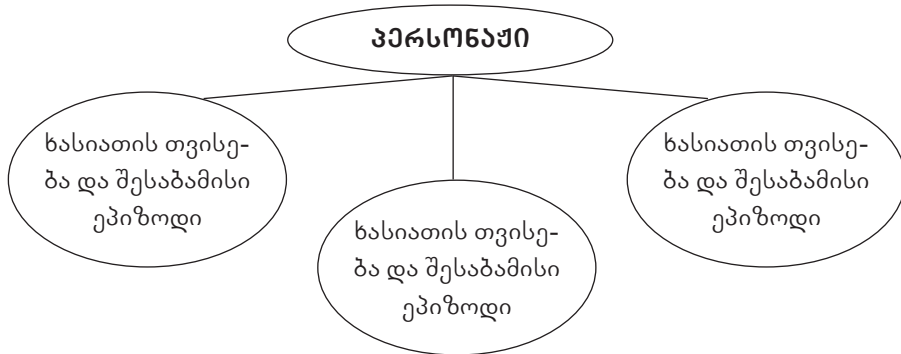 პერსონაჟი
ხასიათის თვისე-
ბა და შესაბამისი
ეპიზოდი
ხასიათის თვისე-
ბა და შესაბამისი
ეპიზოდი
ხასიათის თვისე-
ბა და შესაბამისი
ეპიზოდი